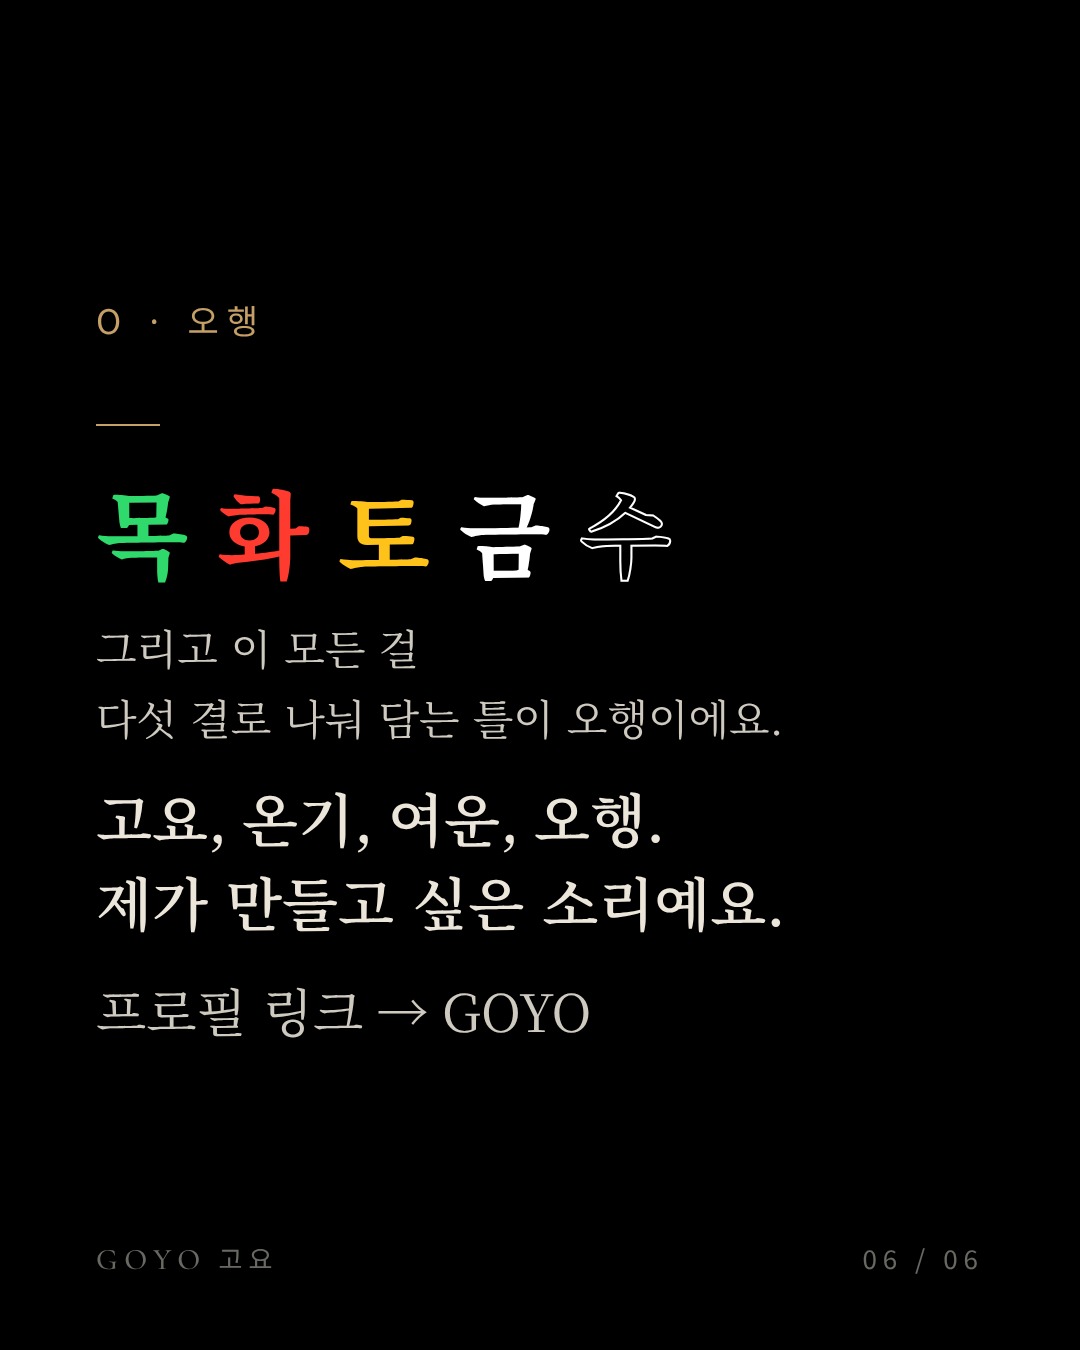 O · 오행
목 화 토 금 수
그리고 이 모든 걸
다섯 결로 나눠 담는 틀이 오행이에요.
고요, 온기, 여운, 오행.
제가 만들고 싶은 소리예요.
프로필 링크 → GOYO
GOYO 고요
06 / 06